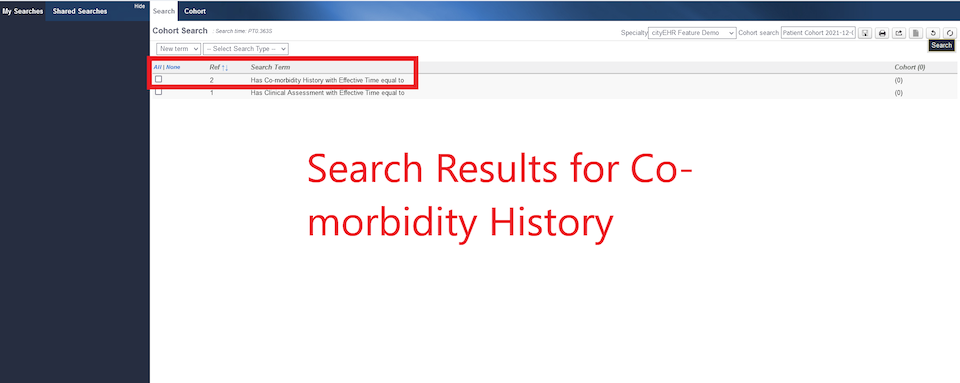 My Searches Shared Searches Hide Search Cohort
Cohort Search Search time: PT0.363S Specialty cityEHR Feature Demo Cohort search Patient Cohort 2021-12-
New term -- Select Search Type -- Search
All | None Ref ↑↓ Search Term Cohort (0)
2 Has Co-morbidity History with Effective Time equal to (0)
1 Has Clinical Assessment with Effective Time equal to (0)
Search Results for Co-
morbidity History